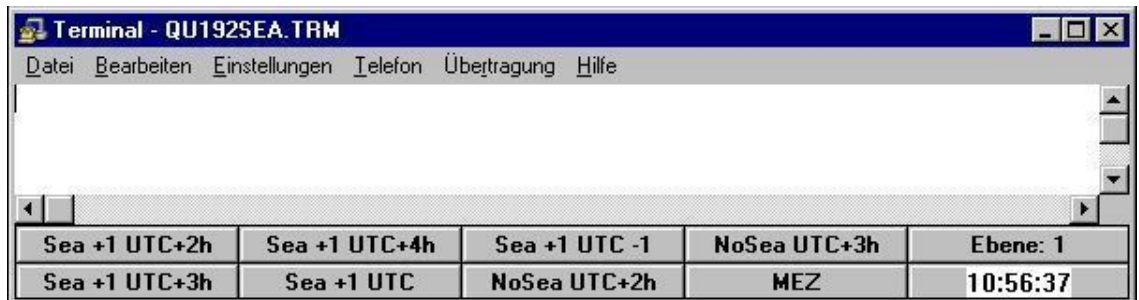 Terminal - QU192SEA.TRM
Datei Bearbeiten Einstellungen Telefon Übertragung Hilfe
Sea +1 UTC+2h Sea +1 UTC+4h Sea +1 UTC -1 NoSea UTC+3h Ebene: 1
Sea +1 UTC+3h Sea +1 UTC NoSea UTC+2h MEZ 10:56:37